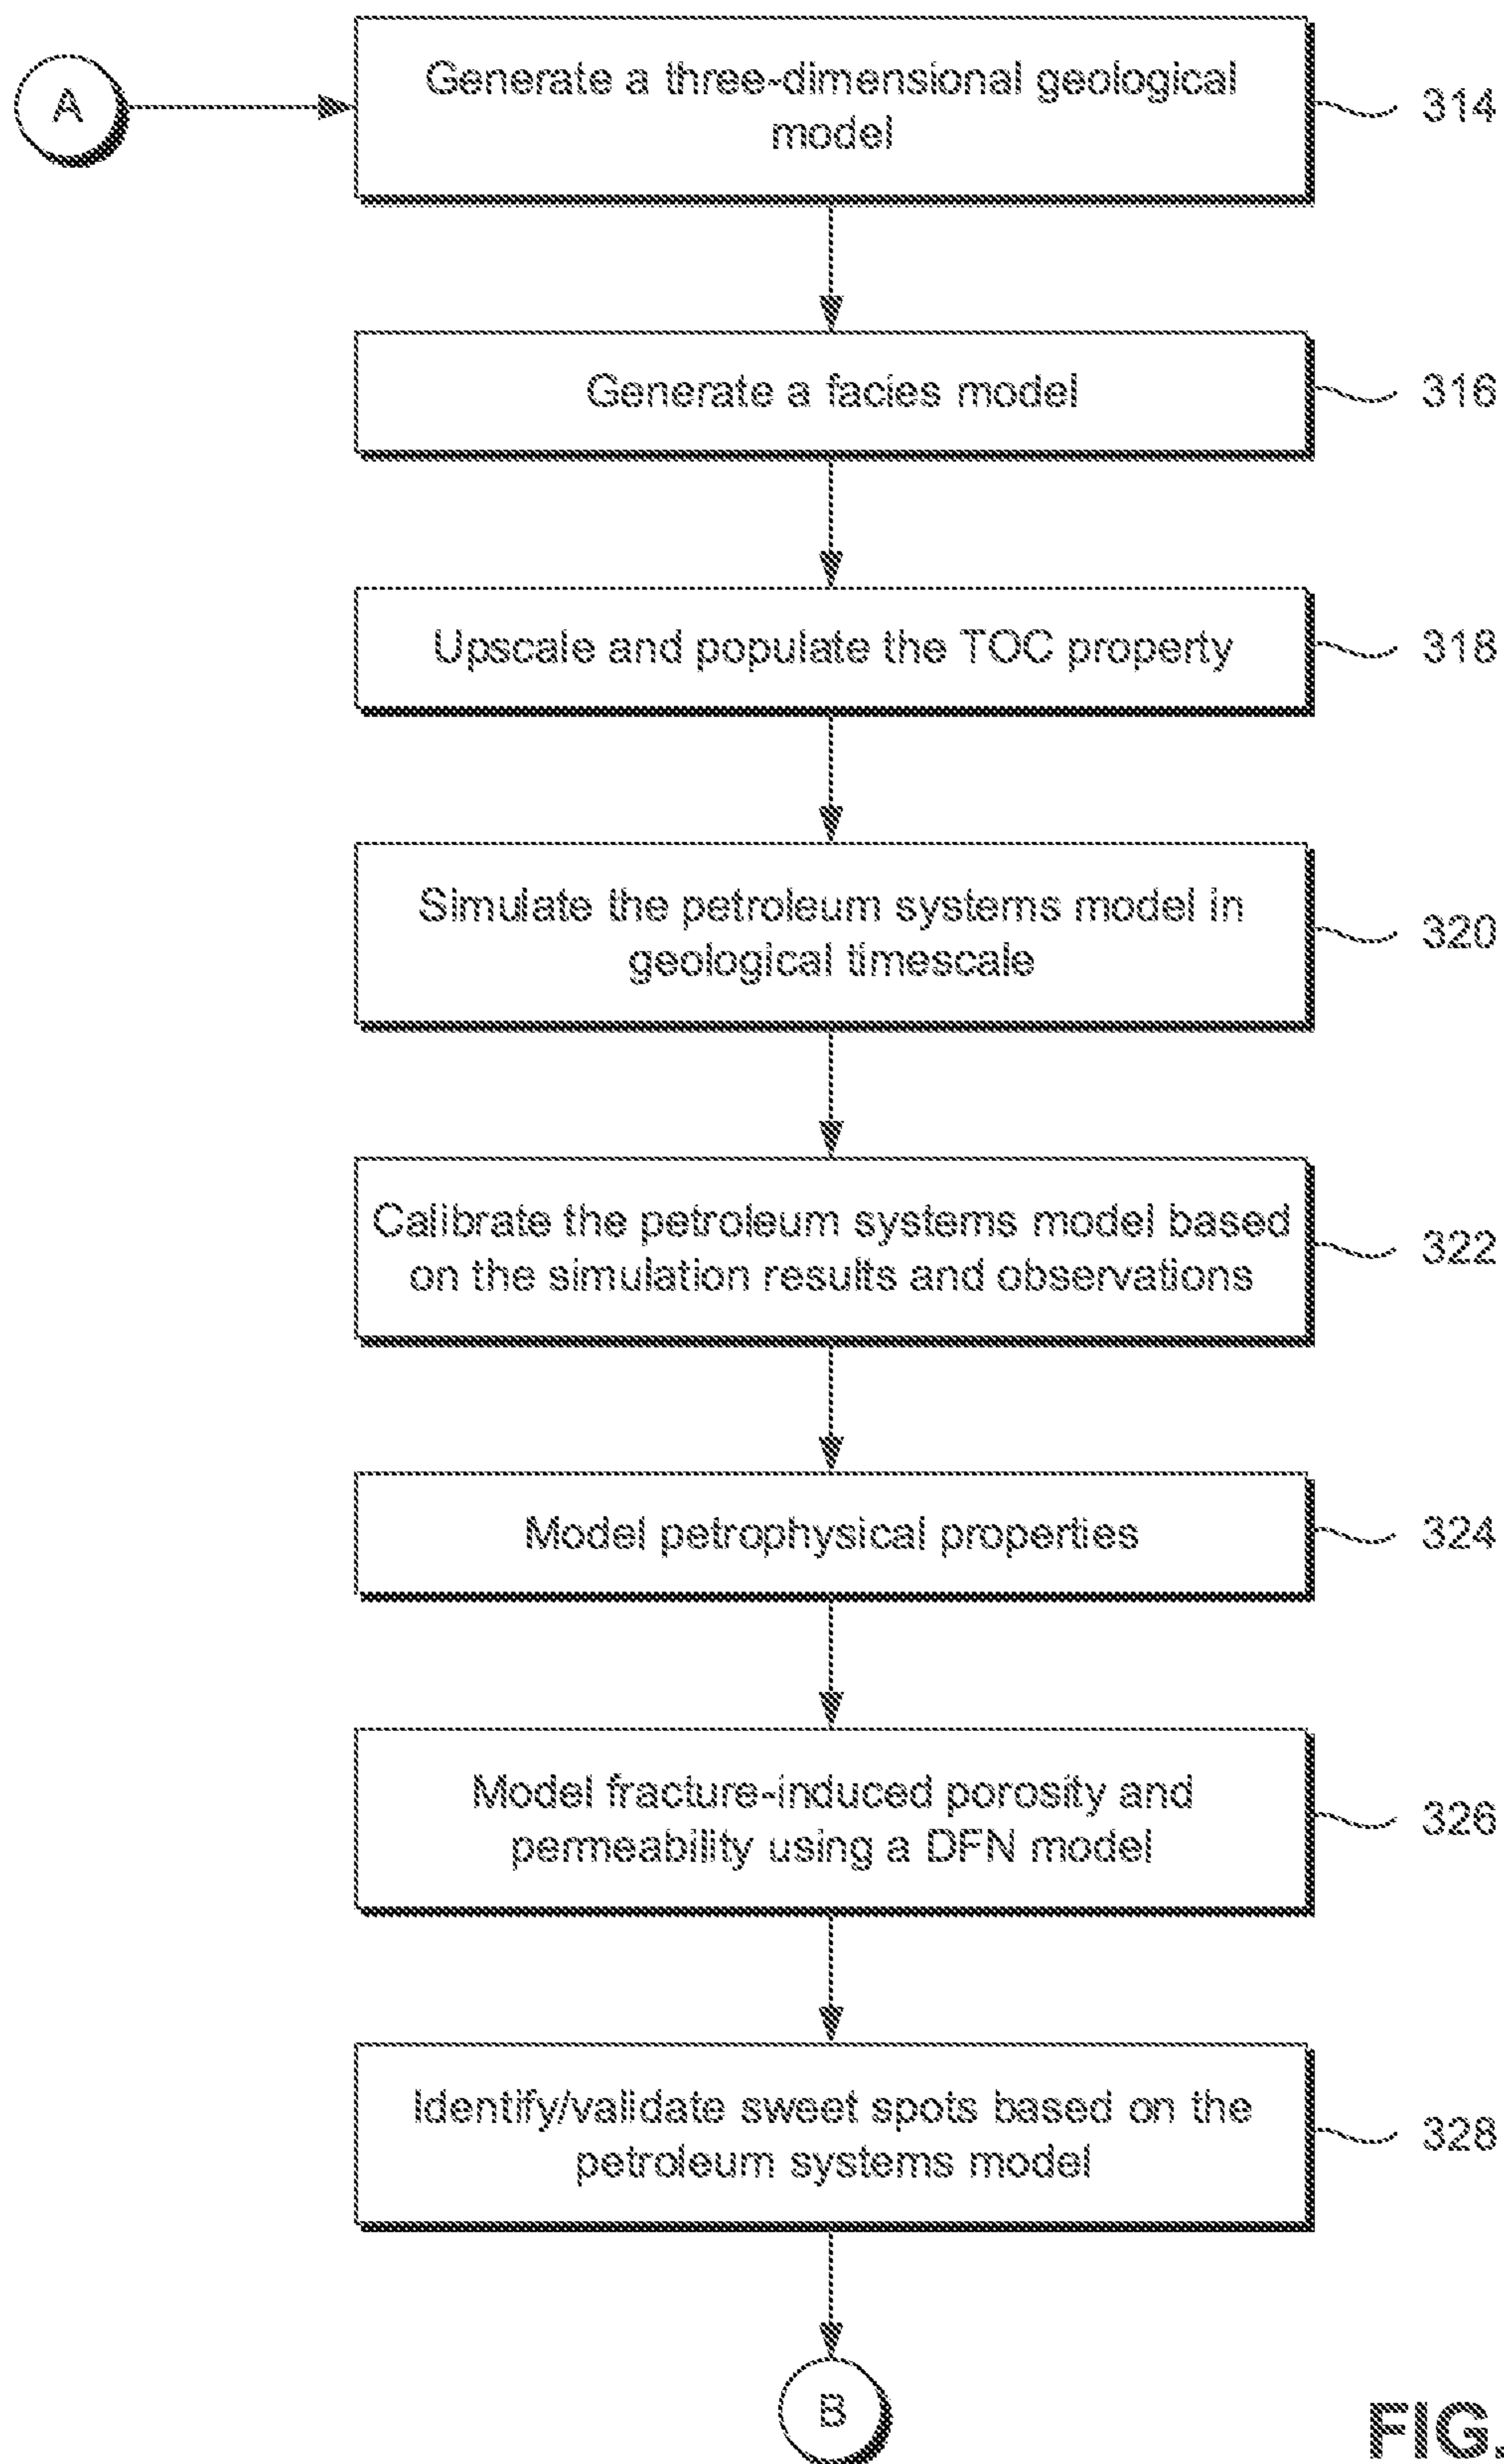 A
Generate a three-dimensional geological
model
314
Generate a facies model
316
Upscale and populate the TOC property
318
Simulate the petroleum systems model in
geological timescale
320
Calibrate the petroleum systems model based
on the simulation results and observations
322
Model petrophysical properties
324
Model fracture-induced porosity and
permeability using a DFN model
326
Identify/validate sweet spots based on the
petroleum systems model
328
B
FIG.